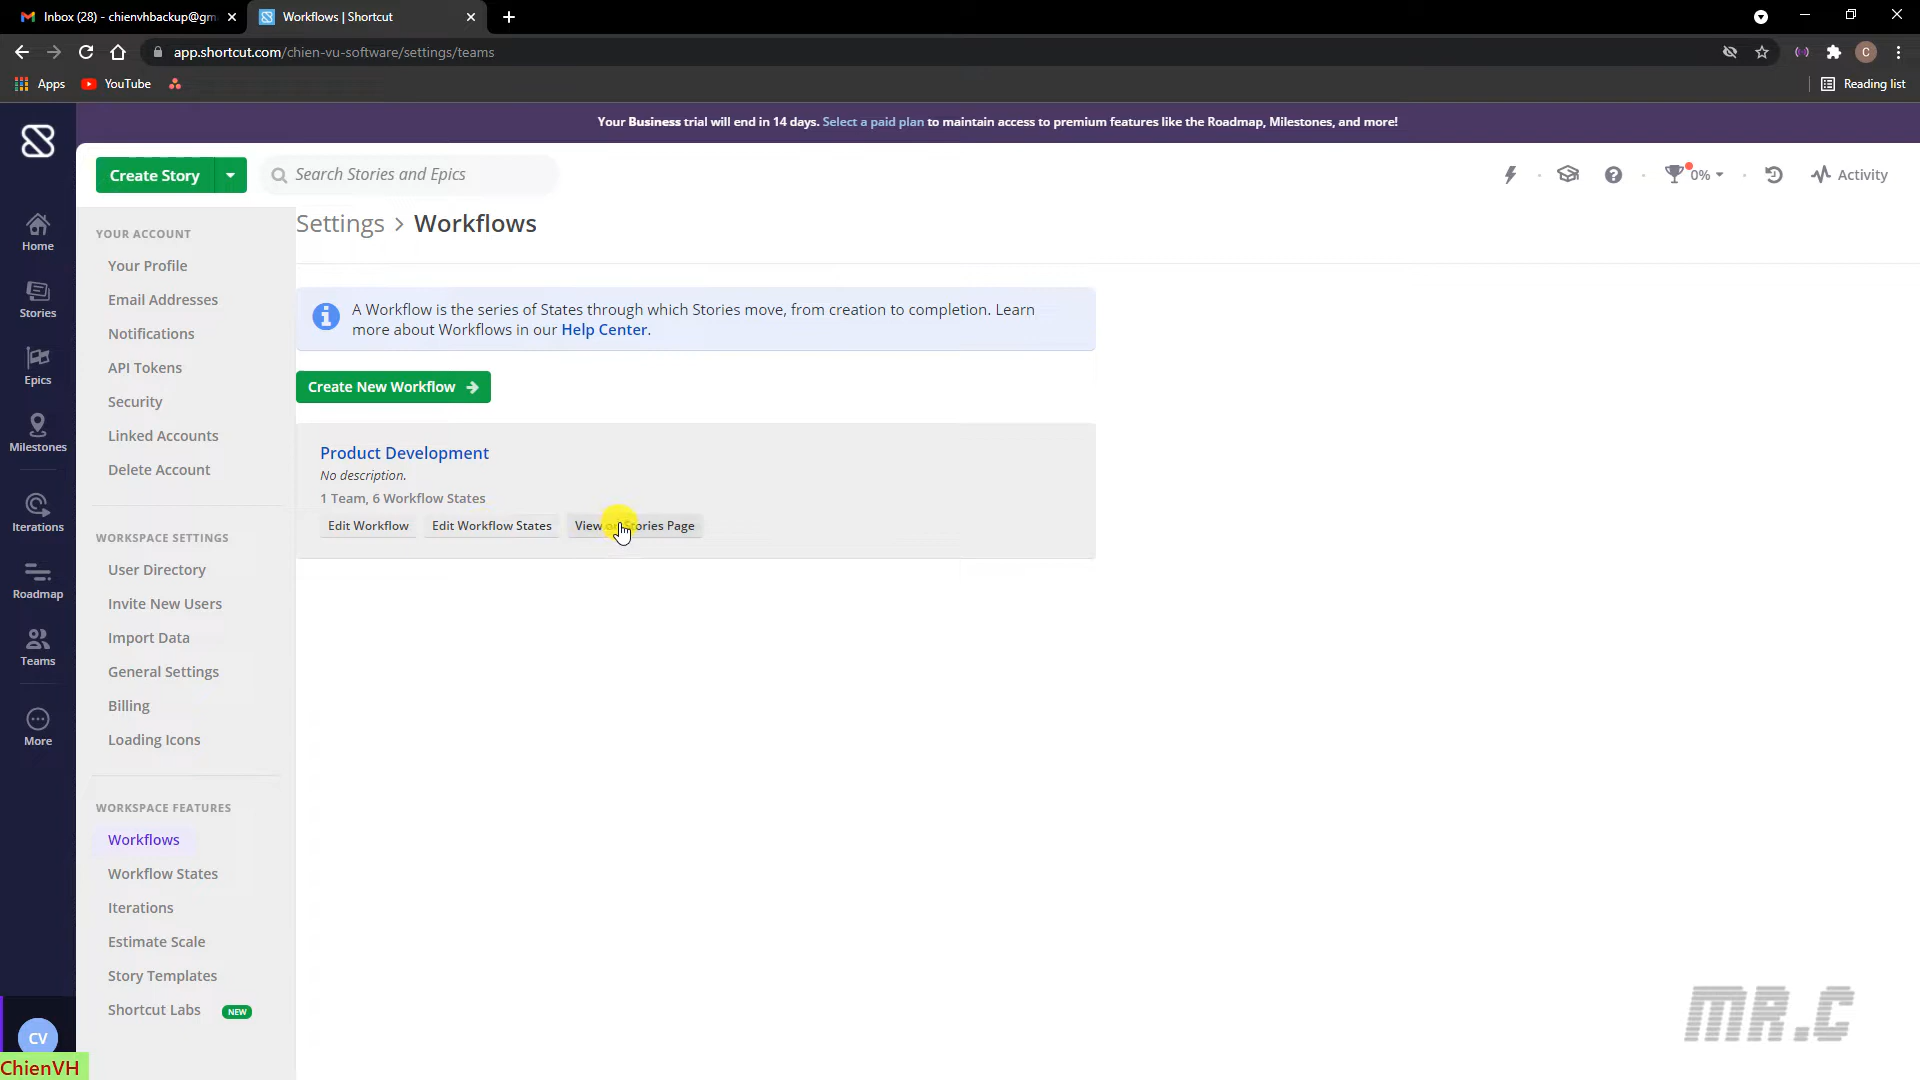 Inbox (28) - chienvhbackup@gm
Workflows | Shortcut
app.shortcut.com/chien-vu-software/settings/teams
C
Apps
YouTube
Reading list
Your Business trial will end in 14 days. Select a paid plan to maintain access to premium features like the Roadmap, Milestones, and more!
Create Story
Search Stories and Epics
0%
Activity
Home
Stories
Epics
Milestones
Iterations
Roadmap
Teams
More
CV
ChienVH
YOUR ACCOUNT
Your Profile
Email Addresses
Notifications
API Tokens
Security
Linked Accounts
Delete Account
WORKSPACE SETTINGS
User Directory
Invite New Users
Import Data
General Settings
Billing
Loading Icons
WORKSPACE FEATURES
Workflows
Workflow States
Iterations
Estimate Scale
Story Templates
Shortcut Labs NEW
Settings > Workflows
A Workflow is the series of States through which Stories move, from creation to completion. Learn
more about Workflows in our Help Center.
Create New Workflow
Product Development
No description.
1 Team, 6 Workflow States
Edit Workflow
Edit Workflow States
View on Stories Page
MR.C